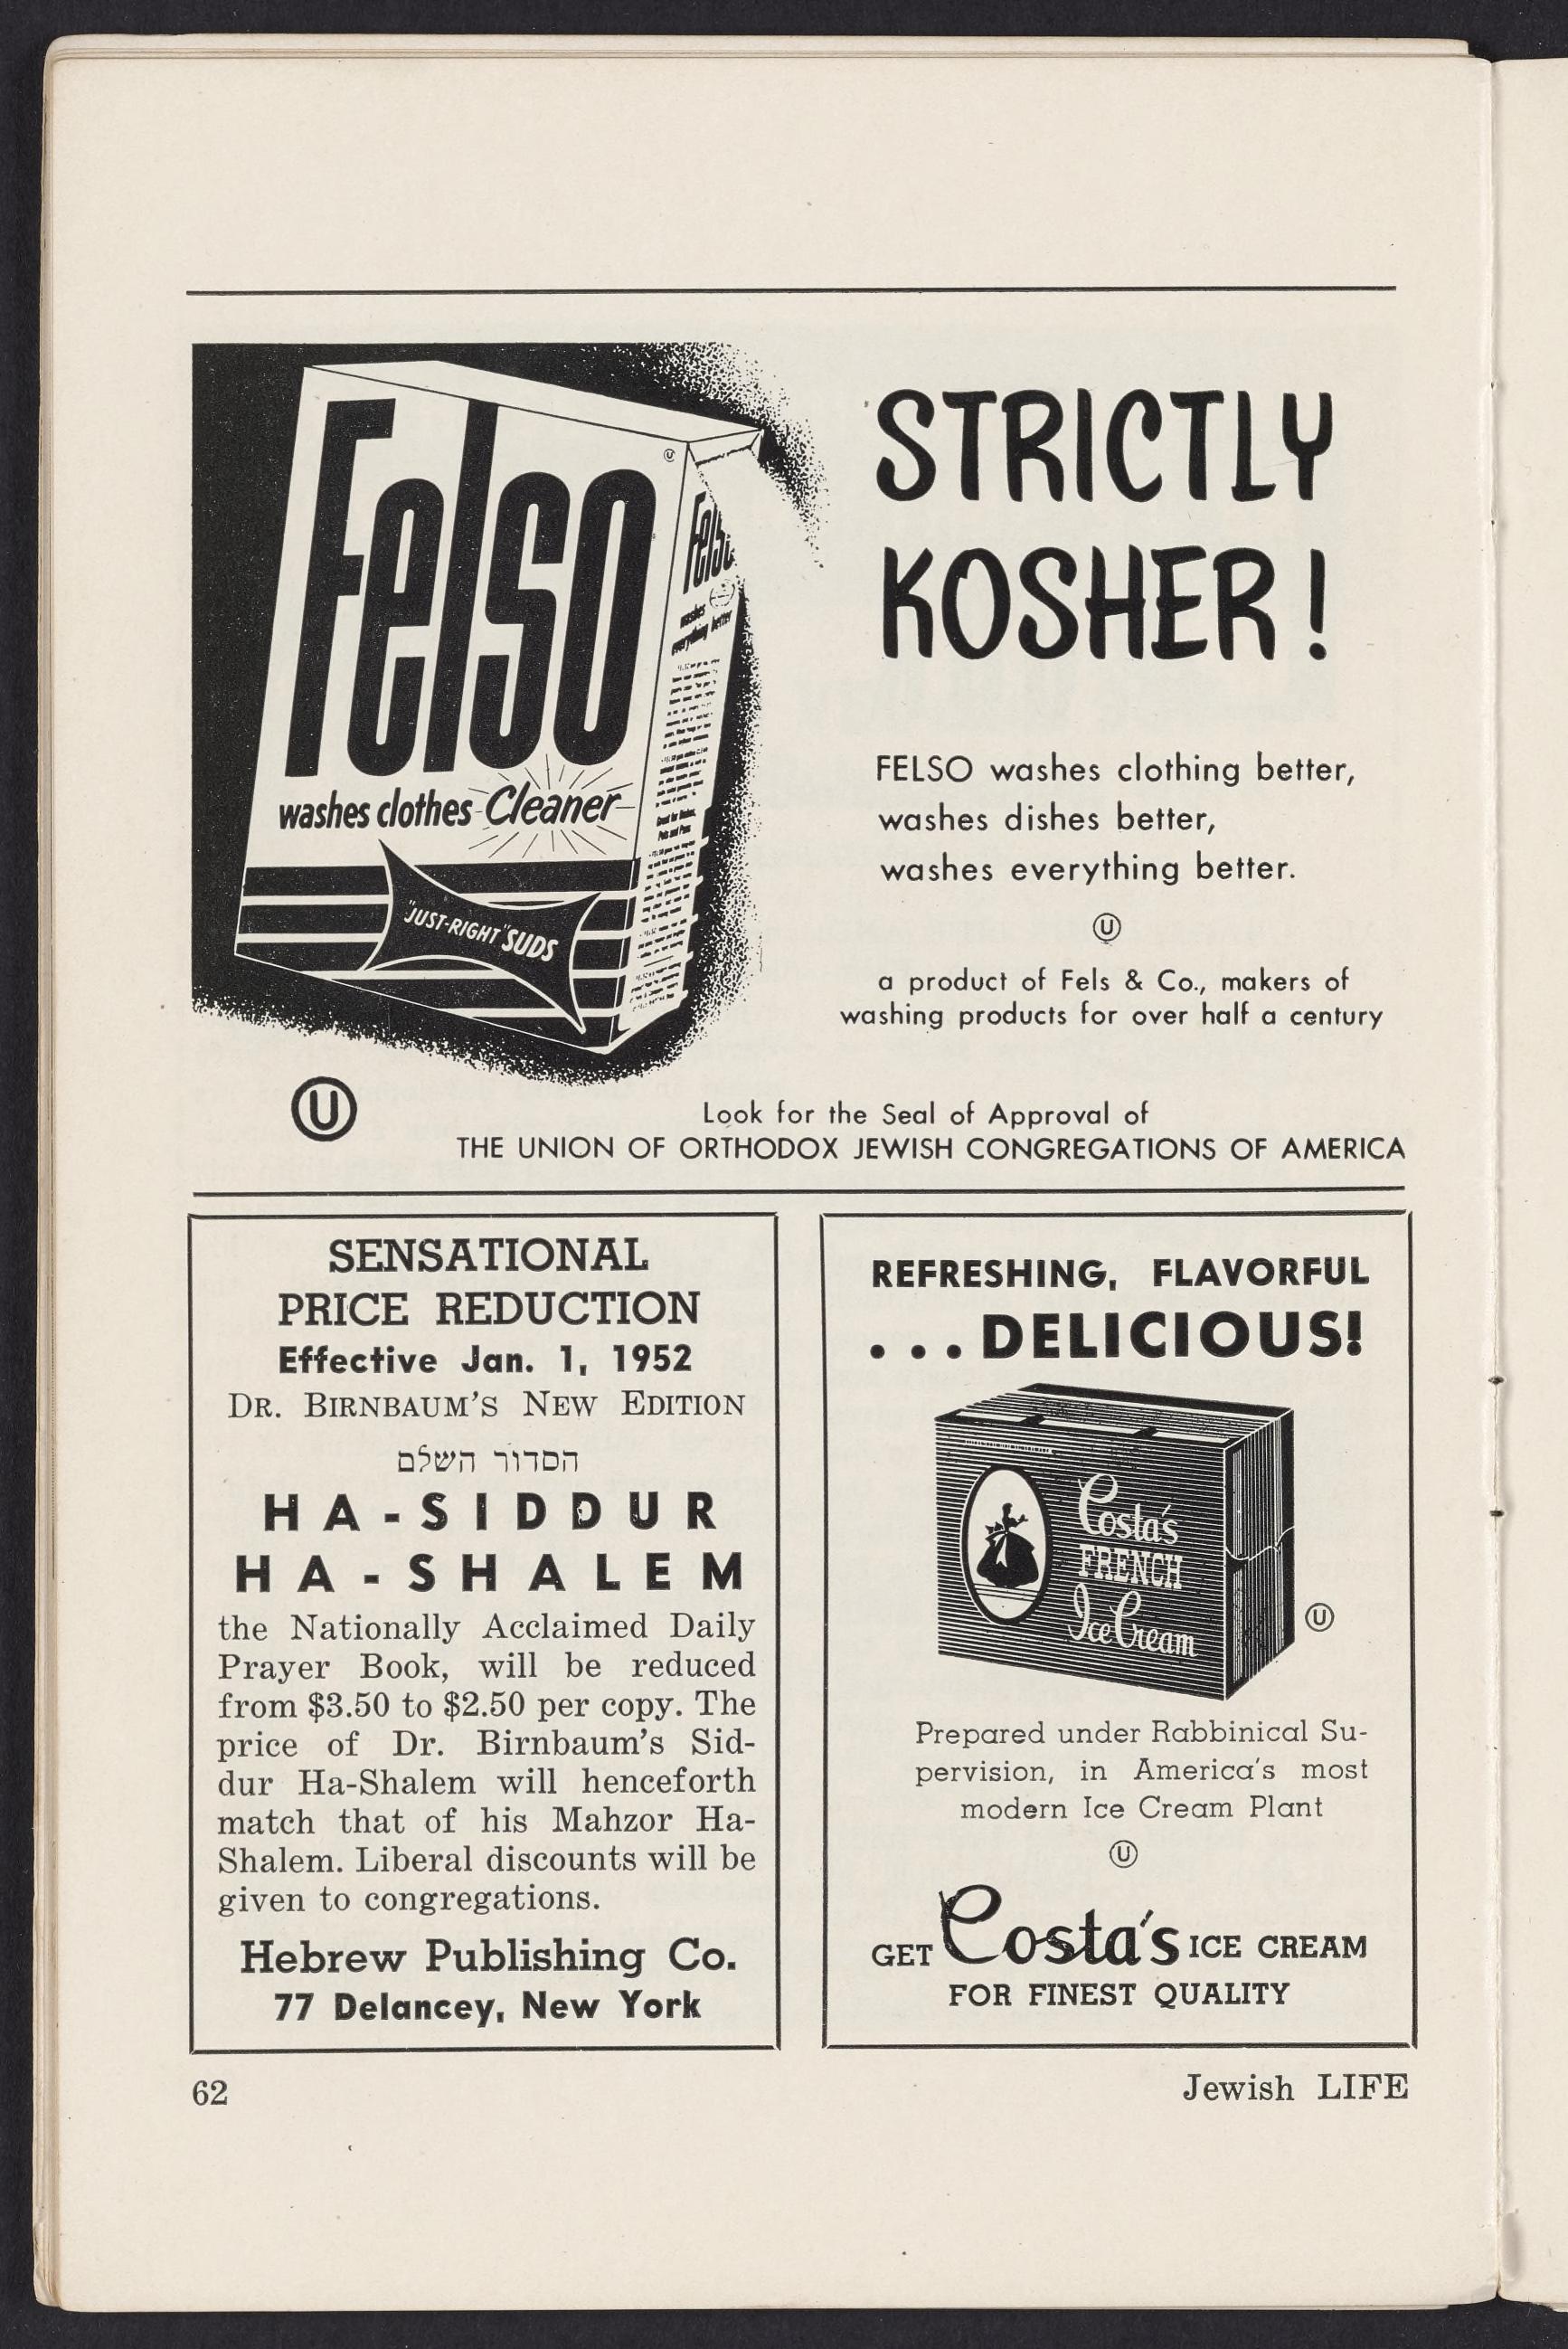 Felso
Ⓤ
Felso
washes
everything better
washes clothes Cleaner
"JUST-RIGHT" SUDS
STRICTLY
KOSHER!
FELSO washes clothing better,
washes dishes better,
washes everything better.
Ⓤ
a product of Fels & Co., makers of
washing products for over half a century
Ⓤ
Look for the Seal of Approval of
THE UNION OF ORTHODOX JEWISH CONGREGATIONS OF AMERICA
SENSATIONAL
PRICE REDUCTION
Effective Jan. 1, 1952
DR. BIRNBAUM'S NEW EDITION
הסדור השלם
HA-SIDDUR
HA-SHALEM
the Nationally Acclaimed Daily
Prayer Book, will be reduced
from $3.50 to $2.50 per copy. The
price of Dr. Birnbaum's Sid-
dur Ha-Shalem will henceforth
match that of his Mahzor Ha-
Shalem. Liberal discounts will be
given to congregations.
Hebrew Publishing Co.
77 Delancey, New York
REFRESHING, FLAVORFUL
...DELICIOUS!
Costa's
FRENCH
Ice Cream
Ⓤ
Prepared under Rabbinical Su-
pervision, in America's most
modern Ice Cream Plant
Ⓤ
GET Costa's ICE CREAM
FOR FINEST QUALITY
62
Jewish LIFE